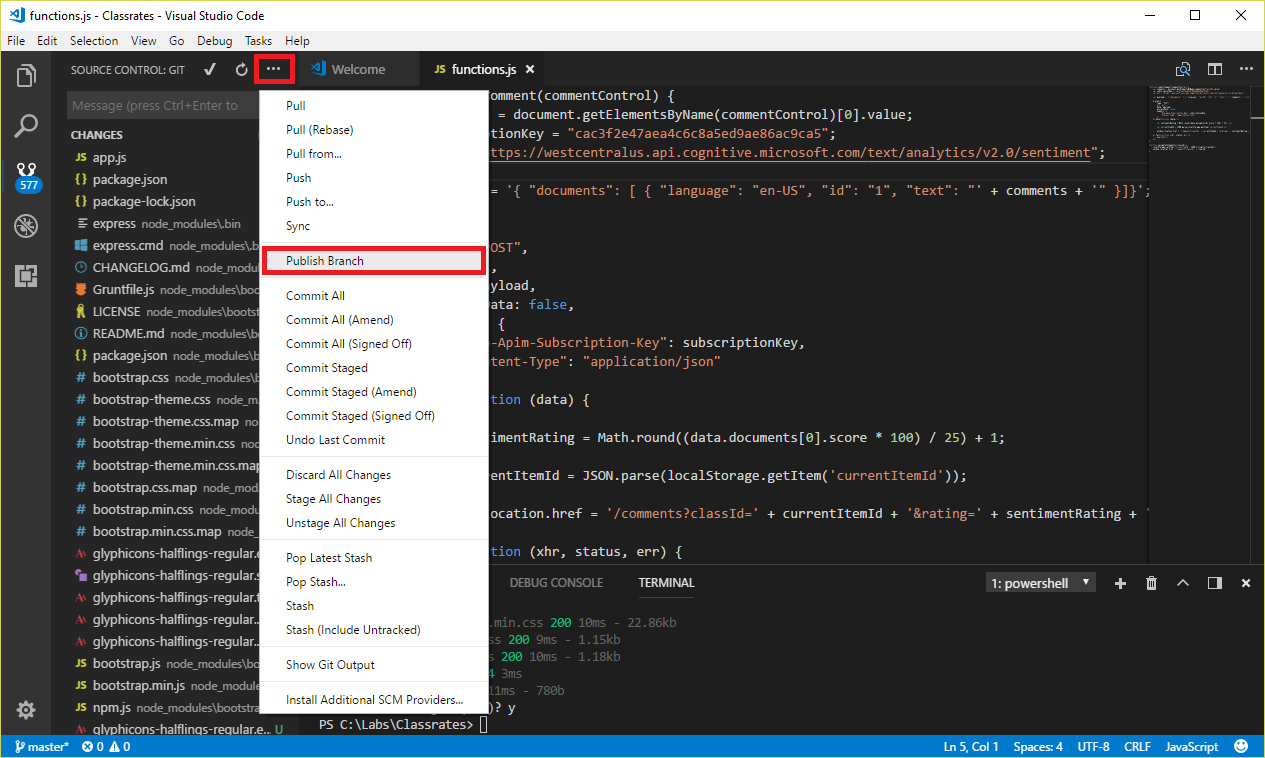 functions.js - Classrates - Visual Studio Code
File Edit Selection View Go Debug Tasks Help
SOURCE CONTROL: GIT
Welcome
JS functions.js
Message (press Ctrl+Enter to
CHANGES
577
JS app.js
{} package.json
{} package-lock.json
express node_modules\.bin
express.cmd node_modules\.b
CHANGELOG.md node_modu
Gruntfile.js node_modules\bo
LICENSE node_modules\boots
README.md node_modules\b
{} package.json node_modules\
# bootstrap.css node_modules\
# bootstrap-theme.css node_m
# bootstrap-theme.css.map no
# bootstrap-theme.min.css nod
# bootstrap-theme.min.css.map
# bootstrap.css.map node_mod
# bootstrap.min.css node_mod
# bootstrap.min.css.map node_
glyphicons-halflings-regular.e
glyphicons-halflings-regular.s
glyphicons-halflings-regular.t
glyphicons-halflings-regular..
glyphicons-halflings-regular..
JS bootstrap.js node_modules\bo
JS bootstrap.min.js node_module
JS npm.js node_modules\bootstra
glyphicons-halflings-regular.e... U
Pull
Pull (Rebase)
Pull from...
Push
Push to...
Sync
Publish Branch
Commit All
Commit All (Amend)
Commit All (Signed Off)
Commit Staged
Commit Staged (Amend)
Commit Staged (Signed Off)
Undo Last Commit
Discard All Changes
Stage All Changes
Unstage All Changes
Pop Latest Stash
Pop Stash...
Stash
Stash (Include Untracked)
Show Git Output
Install Additional SCM Providers...
omment(commentControl) {
= document.getElementsByName(commentControl)[0].value;
tionKey = "cac3f2e47aea4c6c8a5ed9ae86ac9ca5";
ttps://westcentralus.api.cognitive.microsoft.com/text/analytics/v2.0/sentiment";
= '{ "documents": [ { "language": "en-US", "id": "1", "text": "' + comments + '" }]}';
OST",
,
yload,
ata: false,
{
-Apim-Subscription-Key": subscriptionKey,
tent-Type": "application/json"
tion (data) {
imentRating = Math.round((data.documents[0].score * 100) / 25) + 1;
entItemId = JSON.parse(localStorage.getItem('currentItemId'));
ocation.href = '/comments?classId=' + currentItemId + '&rating=' + sentimentRating + '
tion (xhr, status, err) {
DEBUG CONSOLE TERMINAL 1: powershell
.min.css 200 10ms - 22.86kb
ss 200 9ms - 1.15kb
s 200 10ms - 1.18kb
4 3ms
11ms - 780b
)? y
PS C:\Labs\Classrates>
master* 0 0 Ln 5, Col 1 Spaces: 4 UTF-8 CRLF JavaScript